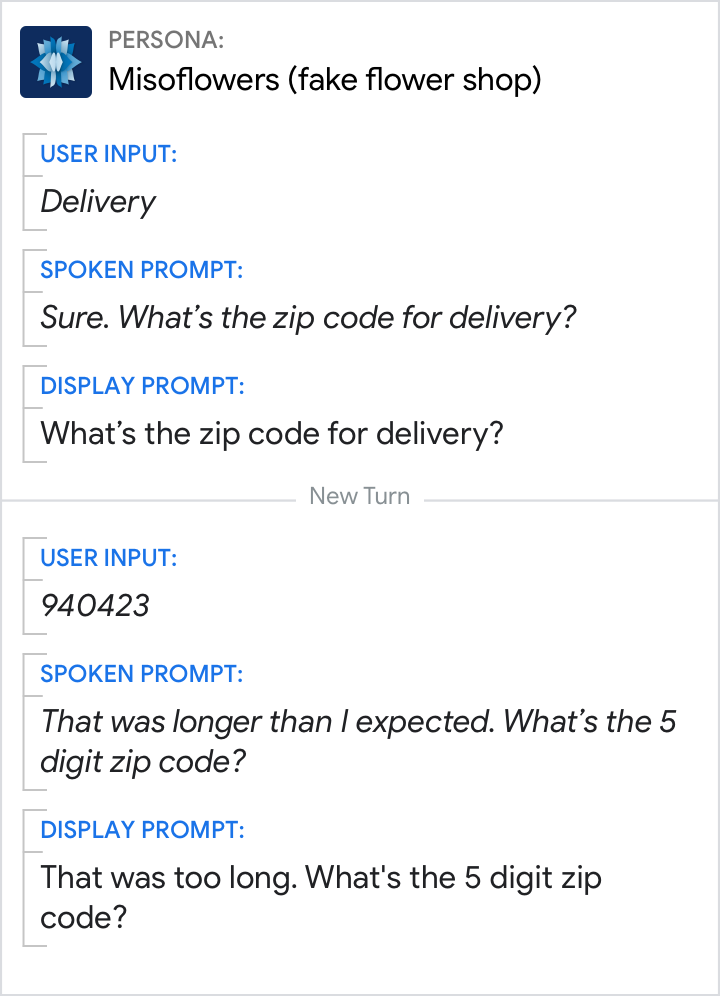 PERSONA:
Misoflowers (fake flower shop)
USER INPUT:
Delivery
SPOKEN PROMPT:
Sure. What’s the zip code for delivery?
DISPLAY PROMPT:
What’s the zip code for delivery?
New Turn
USER INPUT:
940423
SPOKEN PROMPT:
That was longer than I expected. What’s the 5
digit zip code?
DISPLAY PROMPT:
That was too long. What's the 5 digit zip
code?